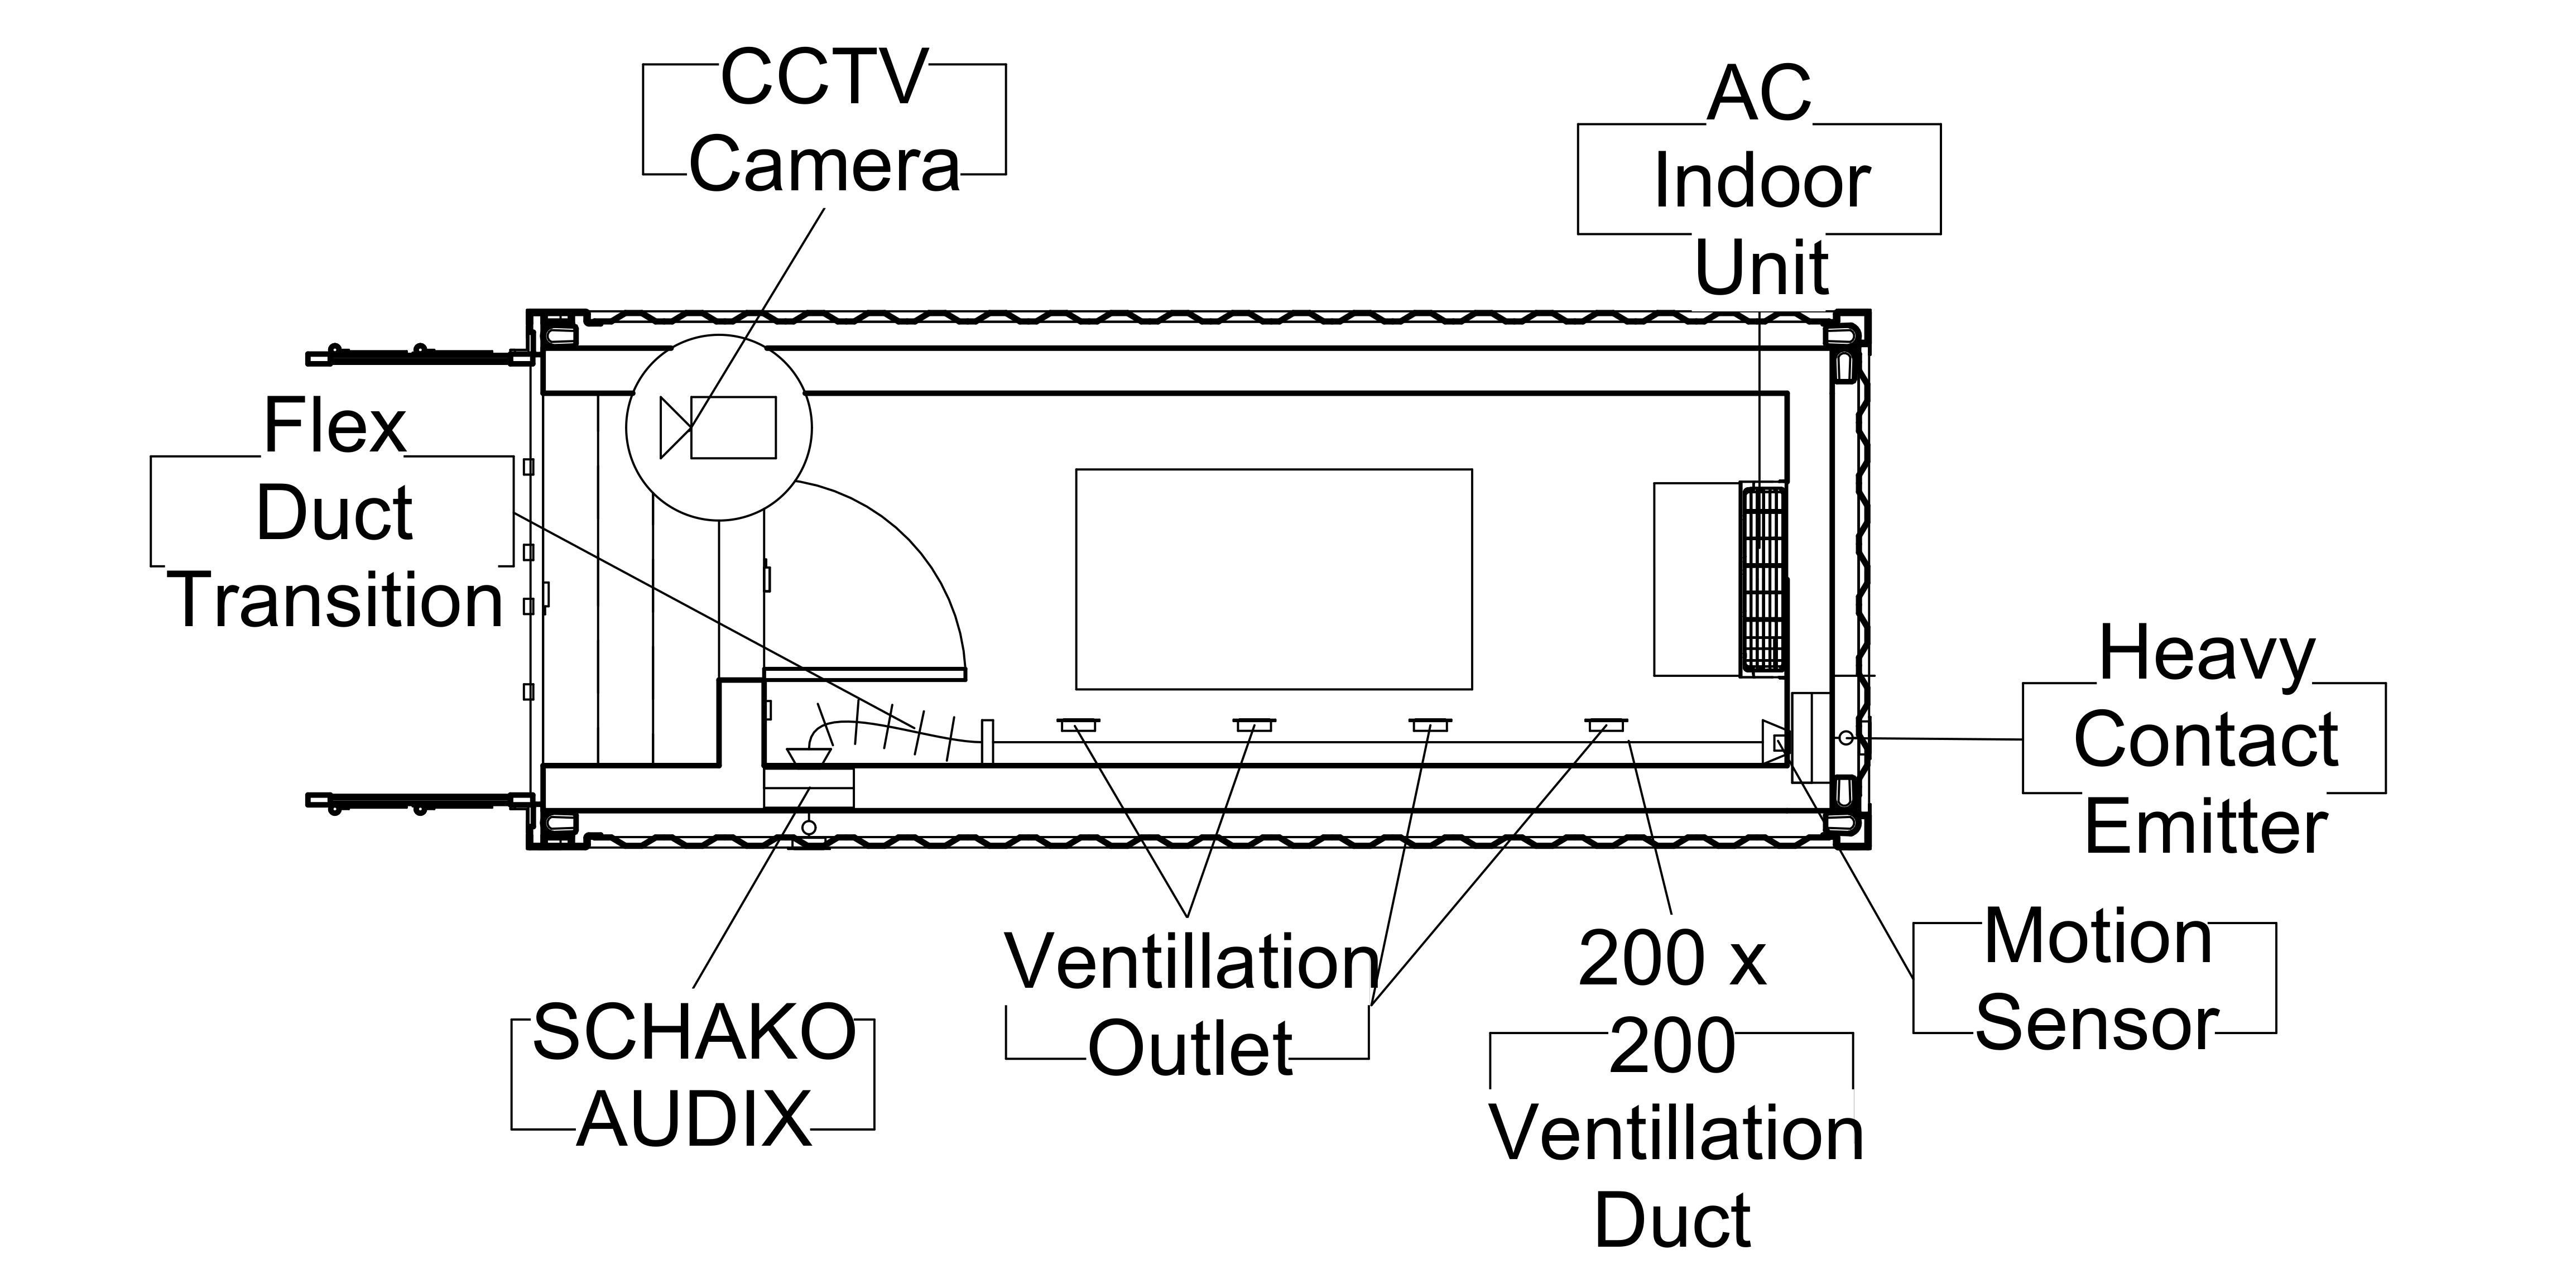 CCTV
Camera
AC
Indoor
Unit
Flex
Duct
Transition
Heavy
Contact
Emitter
Motion
Sensor
Ventillation
Outlet
200 x
200
Ventillation
Duct
SCHAKO
AUDIX